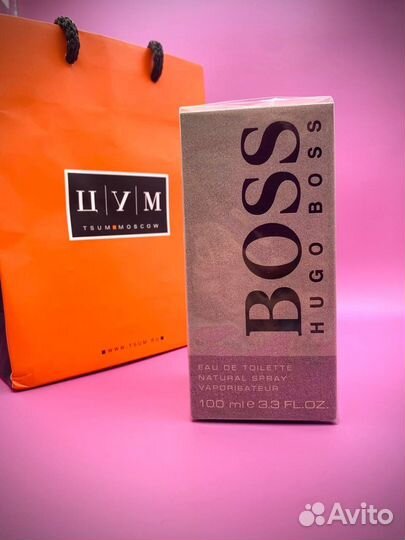 Ц|У|М
TSUM MOSCOW
WWW.TSUM.RU
BOSS
HUGO BOSS
EAU DE TOILETTE
NATURAL SPRAY
VAPORISATEUR
100 ml e 3.3 FL.OZ.
Avito